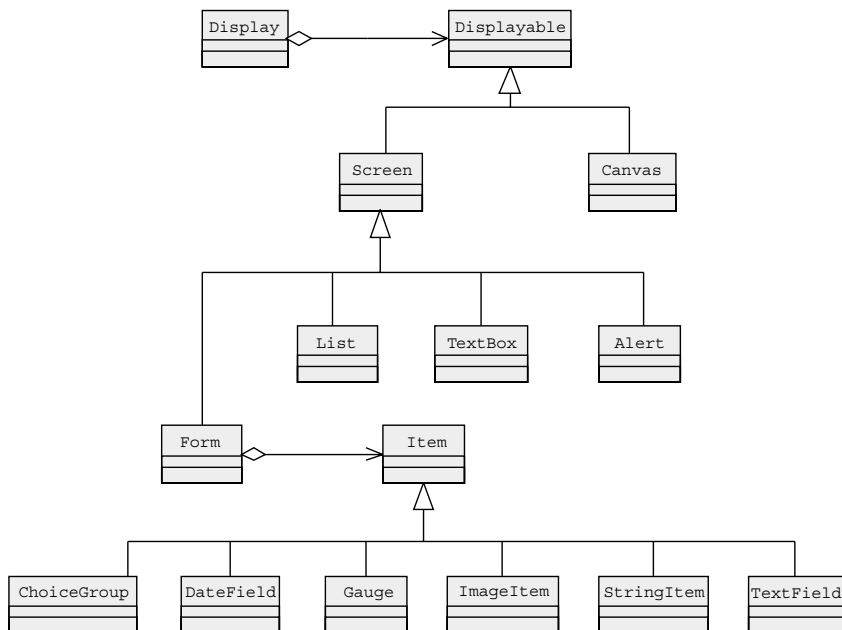 Display
Displayable
Screen
Canvas
List
TextBox
Alert
Form
Item
ChoiceGroup
DateField
Gauge
ImageItem
StringItem
TextField